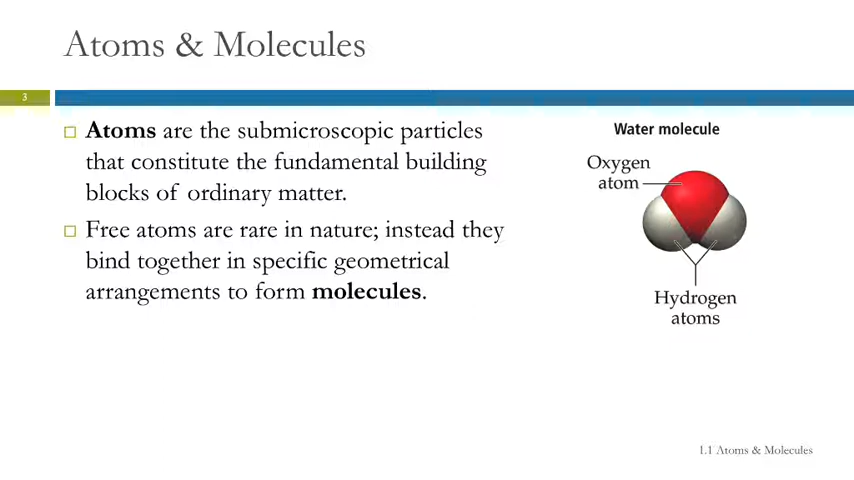 Atoms & Molecules
3
Atoms are the submicroscopic particles
that constitute the fundamental building
blocks of ordinary matter.
Free atoms are rare in nature; instead they
bind together in specific geometrical
arrangements to form molecules.
Water molecule
Oxygen
atom
Hydrogen
atoms
1.1 Atoms & Molecules